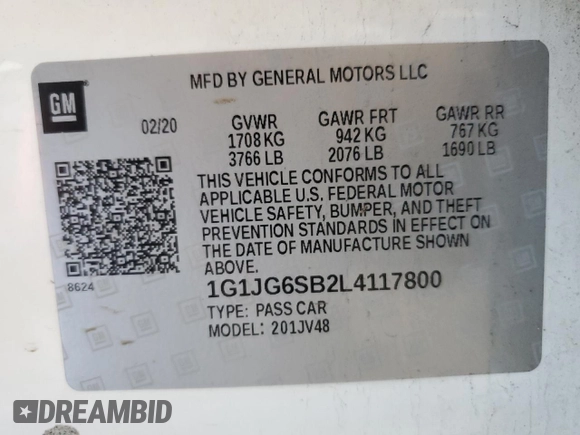 MFD BY GENERAL MOTORS LLC
GM
02/20 GVWR GAWR FRT GAWR RR
1708 KG 942 KG 767 KG
3766 LB 2076 LB 1690 LB
THIS VEHICLE CONFORMS TO ALL
APPLICABLE U.S. FEDERAL MOTOR
VEHICLE SAFETY, BUMPER, AND THEFT
PREVENTION STANDARDS IN EFFECT ON
THE DATE OF MANUFACTURE SHOWN
ABOVE.
8624
1G1JG6SB2L4117800
TYPE: PASS CAR
MODEL: 201JV48
DREAMBID